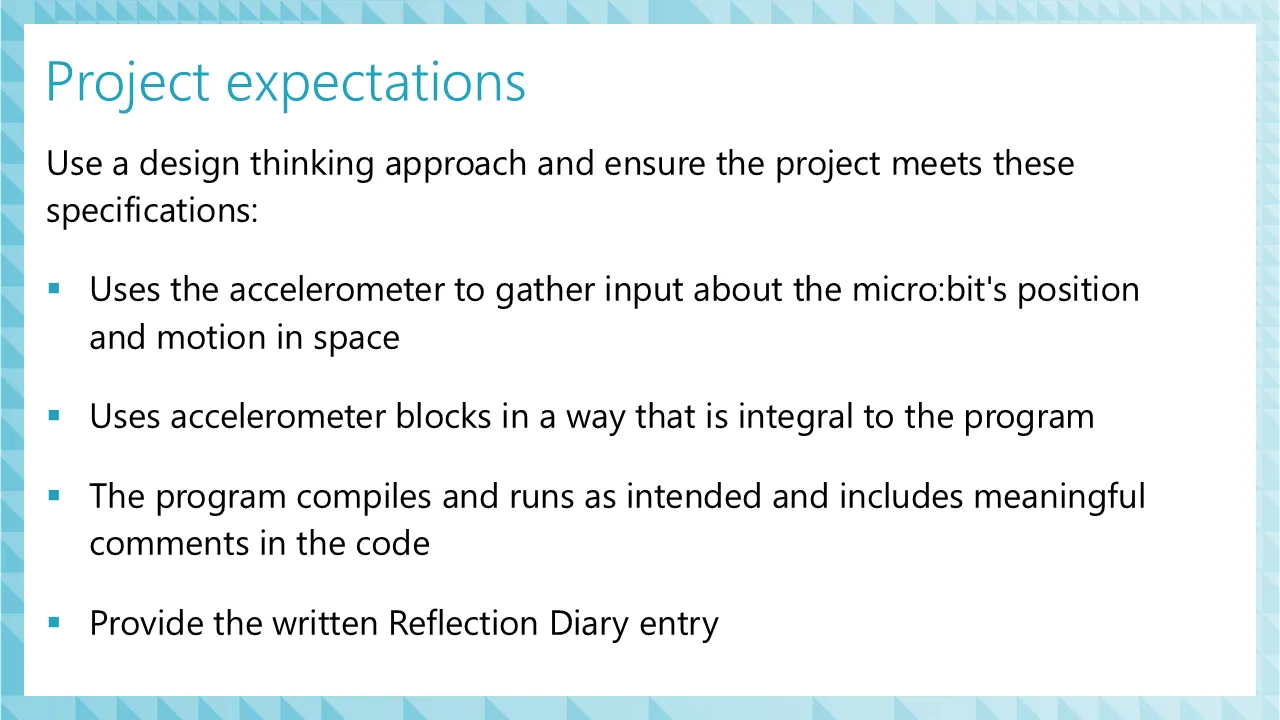 Project expectations
Use a design thinking approach and ensure the project meets these
specifications:
▪ Uses the accelerometer to gather input about the micro:bit's position
and motion in space
▪ Uses accelerometer blocks in a way that is integral to the program
▪ The program compiles and runs as intended and includes meaningful
comments in the code
▪ Provide the written Reflection Diary entry